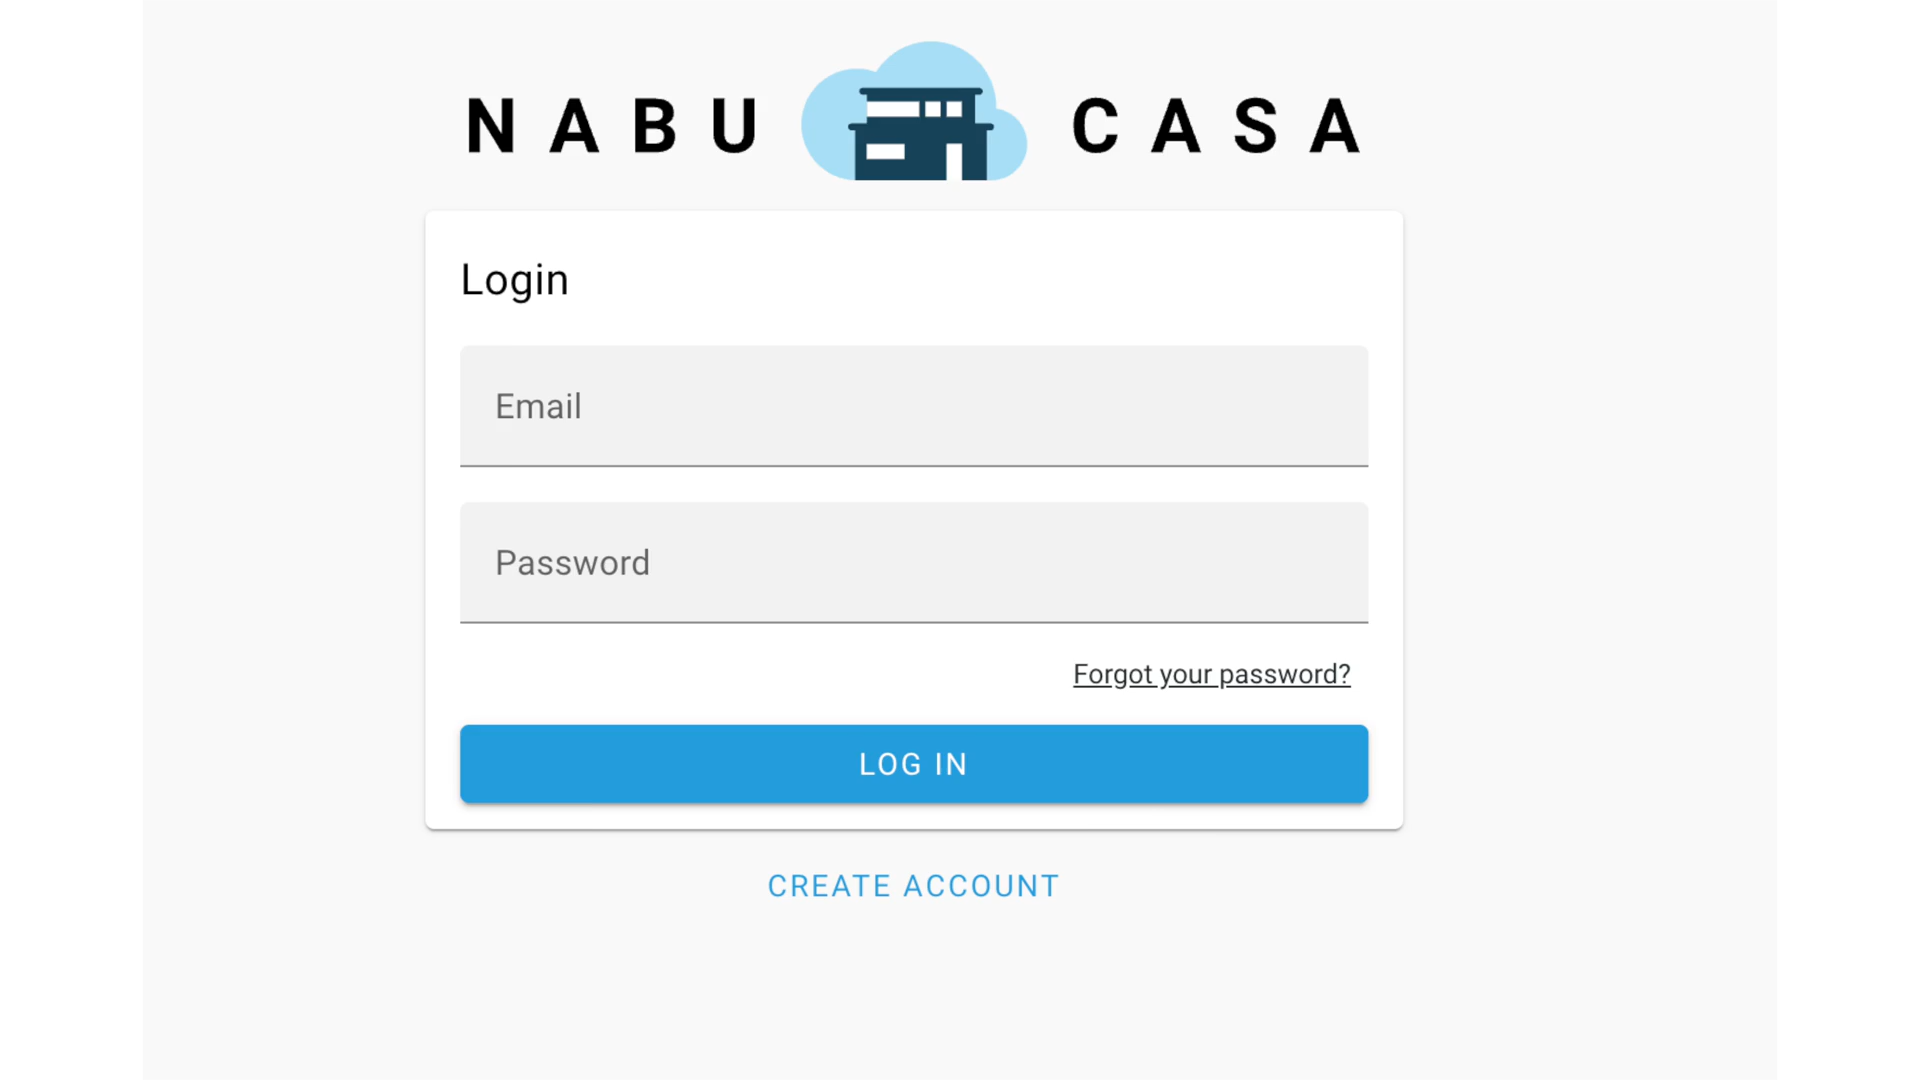 NABU CASA
Login
Email
Password
Forgot your password?
LOG IN
CREATE ACCOUNT